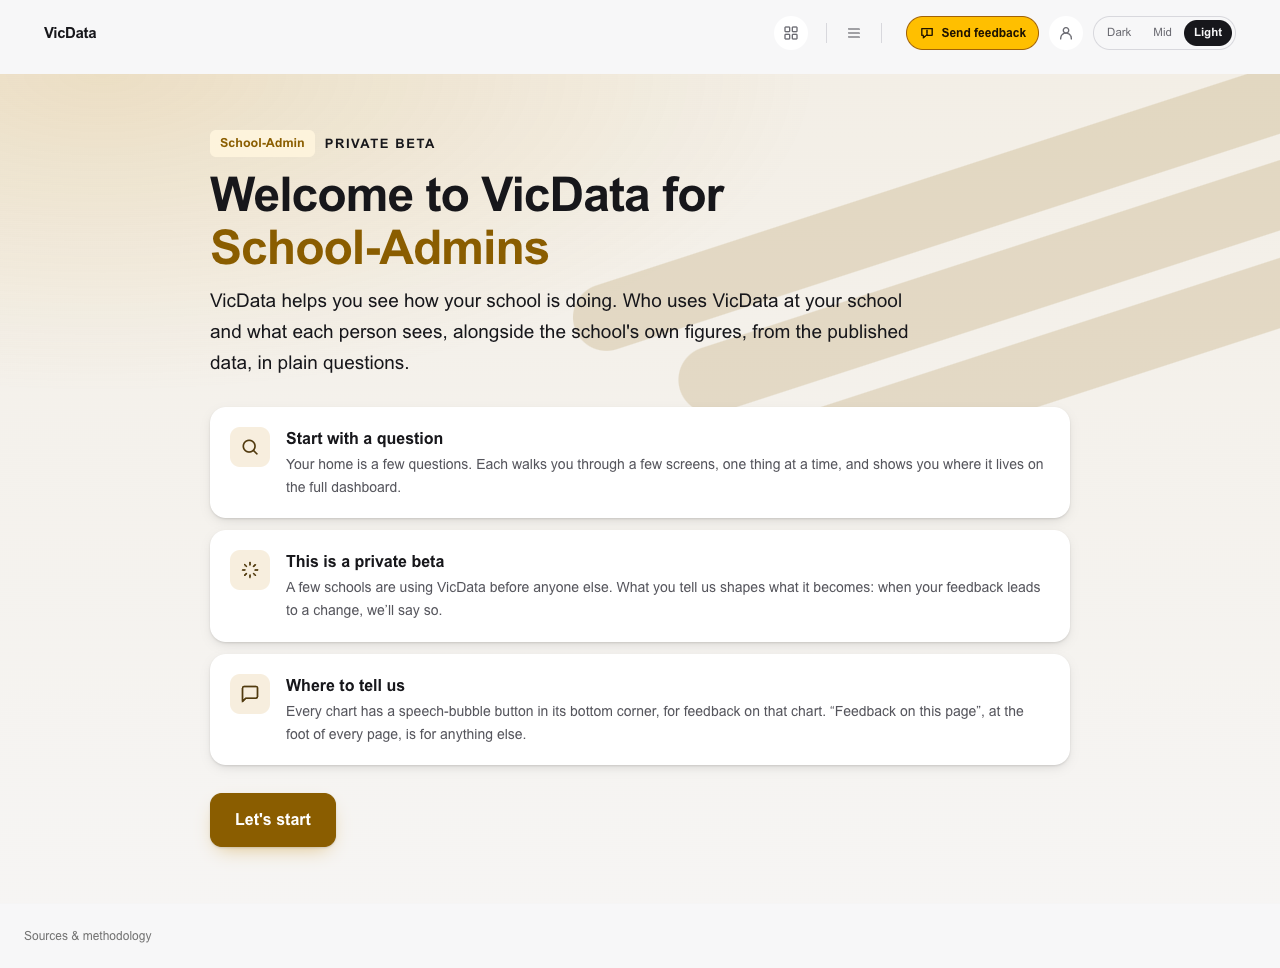 VicData
Send feedback
Dark
Mid
Light
School-Admin
PRIVATE BETA
Welcome to VicData for
School-Admins
VicData helps you see how your school is doing. Who uses VicData at your school
and what each person sees, alongside the school's own figures, from the published
data, in plain questions.
Start with a question
Your home is a few questions. Each walks you through a few screens, one thing at a time, and shows you where it lives on
the full dashboard.
This is a private beta
A few schools are using VicData before anyone else. What you tell us shapes what it becomes: when your feedback leads
to a change, we’ll say so.
Where to tell us
Every chart has a speech-bubble button in its bottom corner, for feedback on that chart. “Feedback on this page”, at the
foot of every page, is for anything else.
Let's start
Sources & methodology